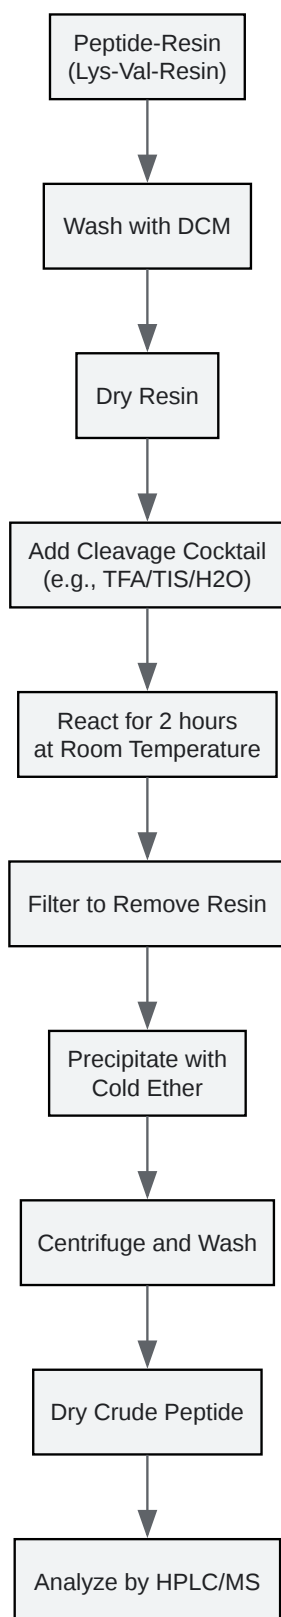 Peptide-Resin
(Lys-Val-Resin)
Wash with DCM
Dry Resin
Add Cleavage Cocktail
(e.g., TFA/TIS/H2O)
React for 2 hours
at Room Temperature
Filter to Remove Resin
Precipitate with
Cold Ether
Centrifuge and Wash
Dry Crude Peptide
Analyze by HPLC/MS